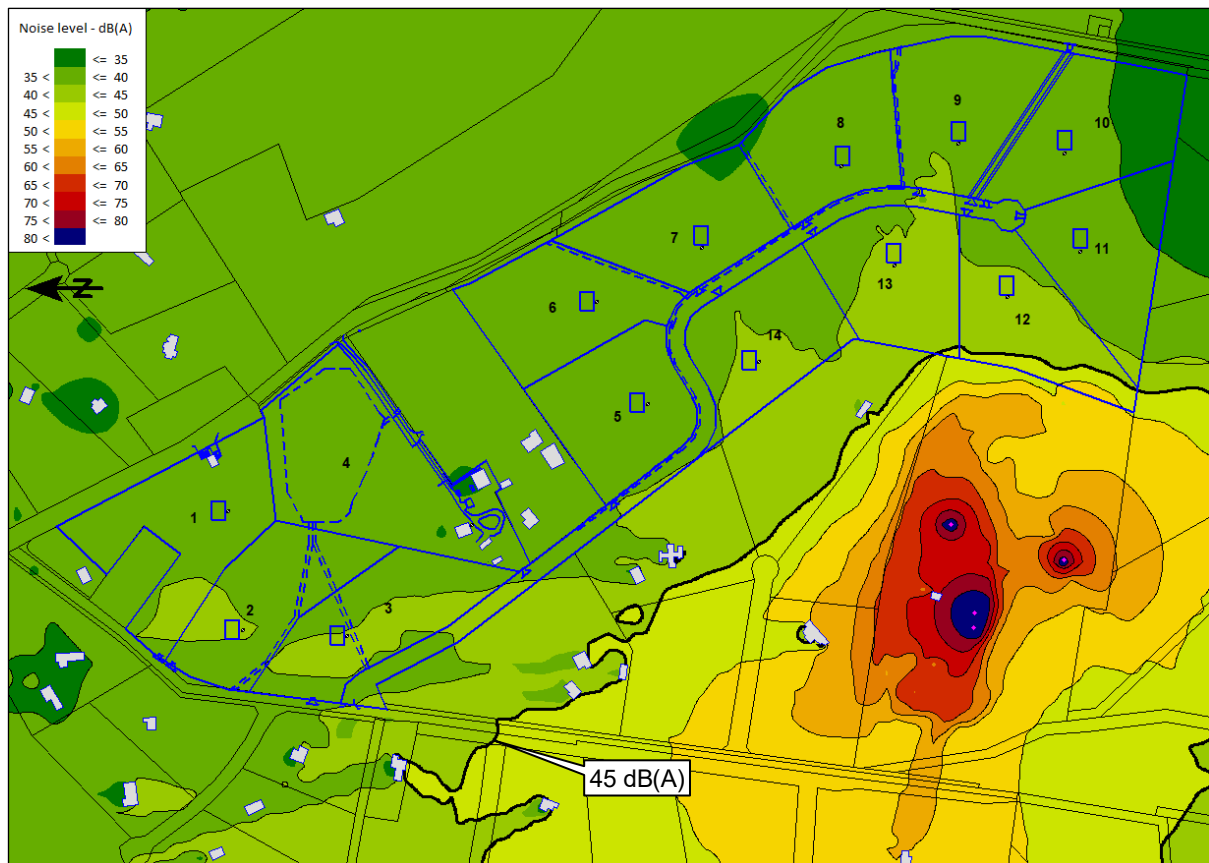 Noise level - dB(A)
<= 35
35 < <= 40
40 < <= 45
45 < <= 50
50 < <= 55
55 < <= 60
60 < <= 65
65 < <= 70
70 < <= 75
75 < <= 80
80 <
N
9
10
8
7
11
13
6
12
14
5
4
1
2
3
45 dB(A)